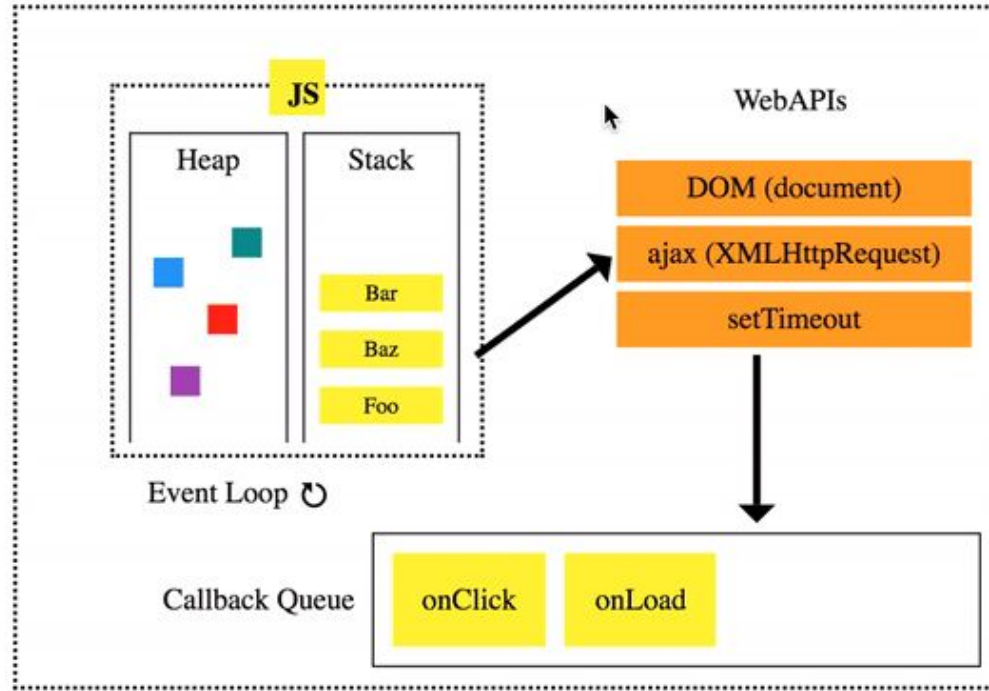 JS
Heap
Stack
Bar
Baz
Foo
WebAPIs
DOM (document)
ajax (XMLHttpRequest)
setTimeout
Event Loop
Callback Queue
onClick
onLoad